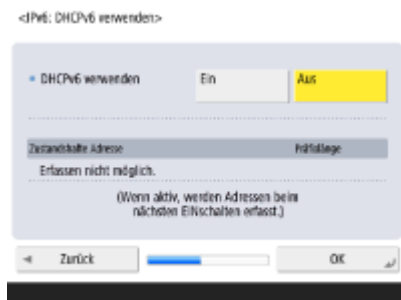 <IPv6: DHCPv6 verwenden>
DHCPv6 verwenden
Ein
Aus
Zustandshafte Adresse
Präfixlänge
Erfassen nicht möglich.
(Wenn aktiv, werden Adressen beim
nächsten EINschalten erfasst.)
Zurück
OK